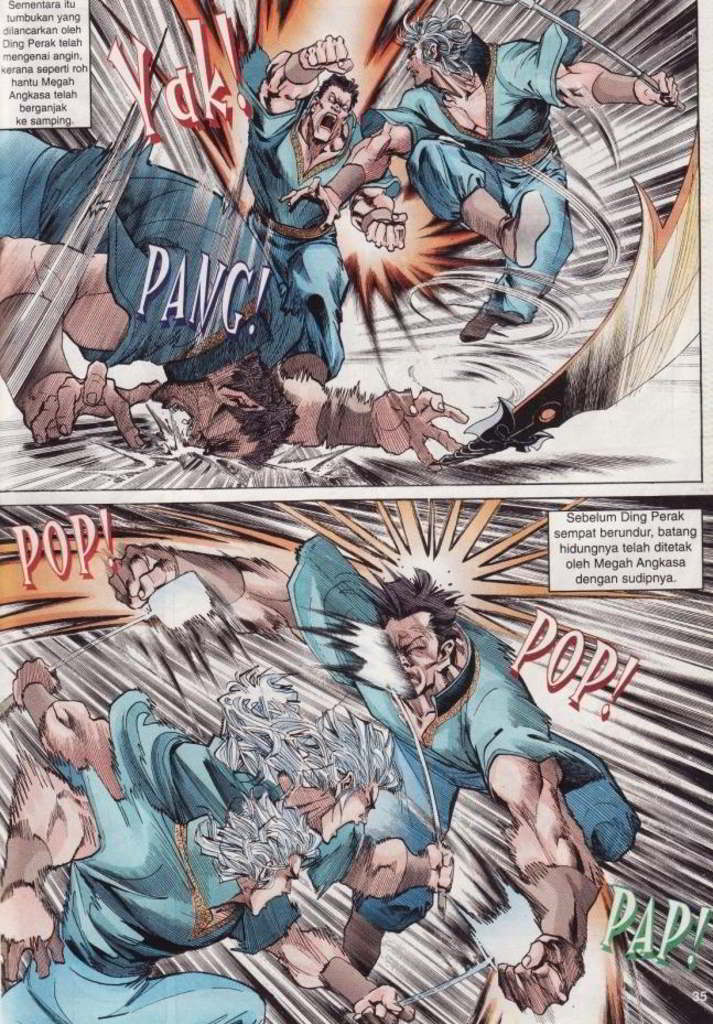 Sementara itu
tumbukan yang
dilancarkan oleh
Ding Perak telah
mengenai angin,
kerana seperti roh
hantu Megah
Angkasa telah
berganjak
ke samping.
Yak!
PANG!
POP!
Sebelum Ding Perak
sempat berundur, batang
hidungnya telah ditetak
oleh Megah Angkasa
dengan sudipnya.
POP!
PAP!
35